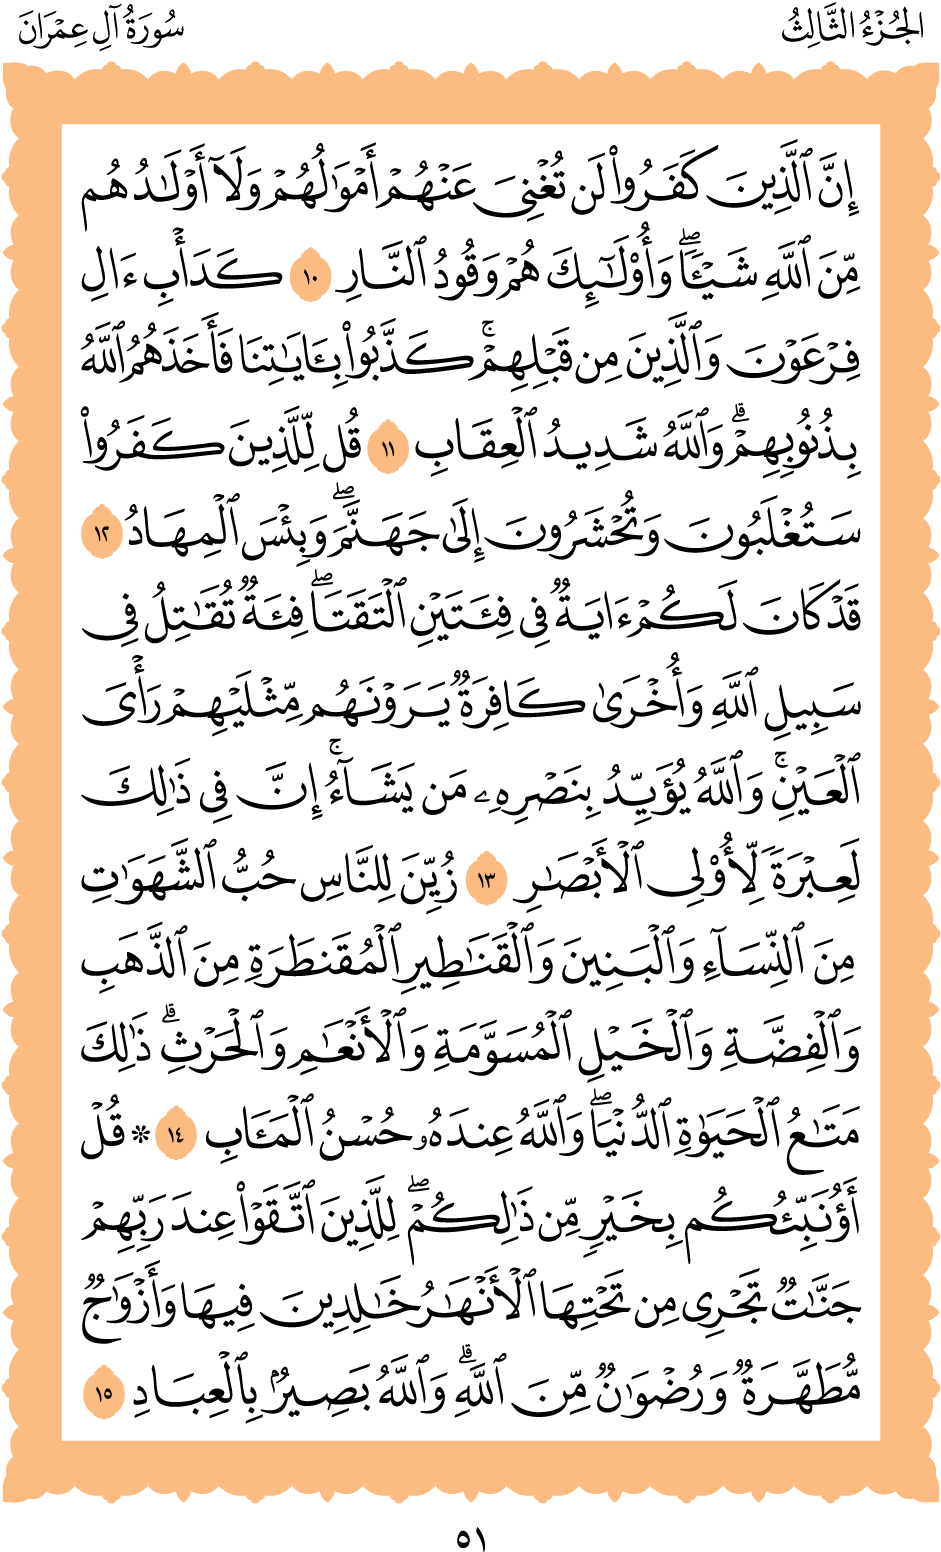 الجُزْءُ الثَّالِثُ
سُورَةُ آلِ عِمْرَانَ
إِنَّ ٱلَّذِينَ كَفَرُوا۟ لَن تُغْنِىَ عَنْهُمْ أَمْوَٰلُهُمْ وَلَآ أَوْلَـٰدُهُم
مِّنَ ٱللَّهِ شَيْـًٔا ۖ وَأُو۟لَـٰٓئِكَ هُمْ وَقُودُ ٱلنَّارِ ١٠ كَدَأْبِ ءَالِ
فِرْعَوْنَ وَٱلَّذِينَ مِن قَبْلِهِمْ ۚ كَذَّبُوا۟ بِـَٔايَـٰتِنَا فَأَخَذَهُمُ ٱللَّهُ
بِذُنُوبِهِمْ ۗ وَٱللَّهُ شَدِيدُ ٱلْعِقَابِ ١١ قُل لِّلَّذِينَ كَفَرُوا۟
سَتُغْلَبُونَ وَتُحْشَرُونَ إِلَىٰ جَهَنَّمَ ۖ وَبِئْسَ ٱلْمِهَادُ ١٢
قَدْ كَانَ لَكُمْ ءَايَةٌ فِى فِئَتَيْنِ ٱلْتَقَتَا ۖ فِئَةٌ تُقَـٰتِلُ فِى
سَبِيلِ ٱللَّهِ وَأُخْرَىٰ كَافِرَةٌ يَرَوْنَهُم مِّثْلَيْهِمْ رَأْىَ
ٱلْعَيْنِ ۚ وَٱللَّهُ يُؤَيِّدُ بِنَصْرِهِۦ مَن يَشَآءُ ۚ إِنَّ فِى ذَٰلِكَ
لَعِبْرَةً لِّأُو۟لِى ٱلْأَبْصَـٰرِ ١٣ زُيِّنَ لِلنَّاسِ حُبُّ ٱلشَّهَوَٰتِ
مِنَ ٱلنِّسَآءِ وَٱلْبَنِينَ وَٱلْقَنَـٰطِيرِ ٱلْمُقَنطَرَةِ مِنَ ٱلذَّهَبِ
وَٱلْفِضَّةِ وَٱلْخَيْلِ ٱلْمُسَوَّمَةِ وَٱلْأَنْعَـٰمِ وَٱلْحَرْثِ ۗ ذَٰلِكَ
مَتَـٰعُ ٱلْحَيَوٰةِ ٱلدُّنْيَا ۖ وَٱللَّهُ عِندَهُۥ حُسْنُ ٱلْمَـَٔابِ ١٤ * قُلْ
أَؤُنَبِّئُكُم بِخَيْرٍ مِّن ذَٰلِكُمْ ۖ لِلَّذِينَ ٱتَّقَوْا۟ عِندَ رَبِّهِمْ
جَنَّـٰتٌ تَجْرِى مِن تَحْتِهَا ٱلْأَنْهَـٰرُ خَـٰلِدِينَ فِيهَا وَأَزْوَٰجٌ
مُّطَهَّرَةٌ وَرِضْوَٰنٌ مِّنَ ٱللَّهِ ۗ وَٱللَّهُ بَصِيرٌۢ بِٱلْعِبَادِ ١٥
٥١